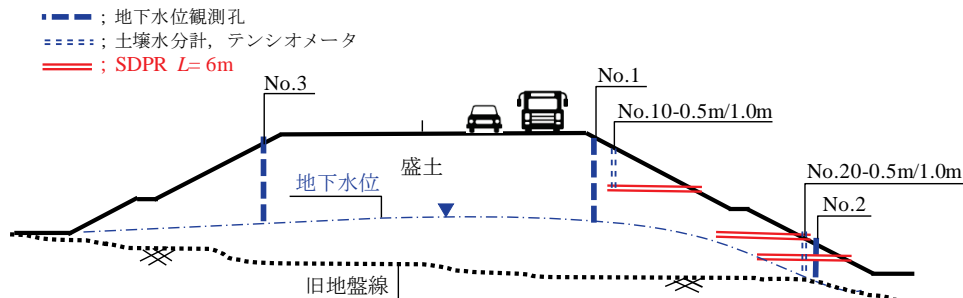 ; 地下水位観測孔
; 土壌水分計，テンシオメータ
; SDPR L= 6m
No.3
No.1
No.10-0.5m/1.0m
盛土
地下水位
No.20-0.5m/1.0m
No.2
旧地盤線